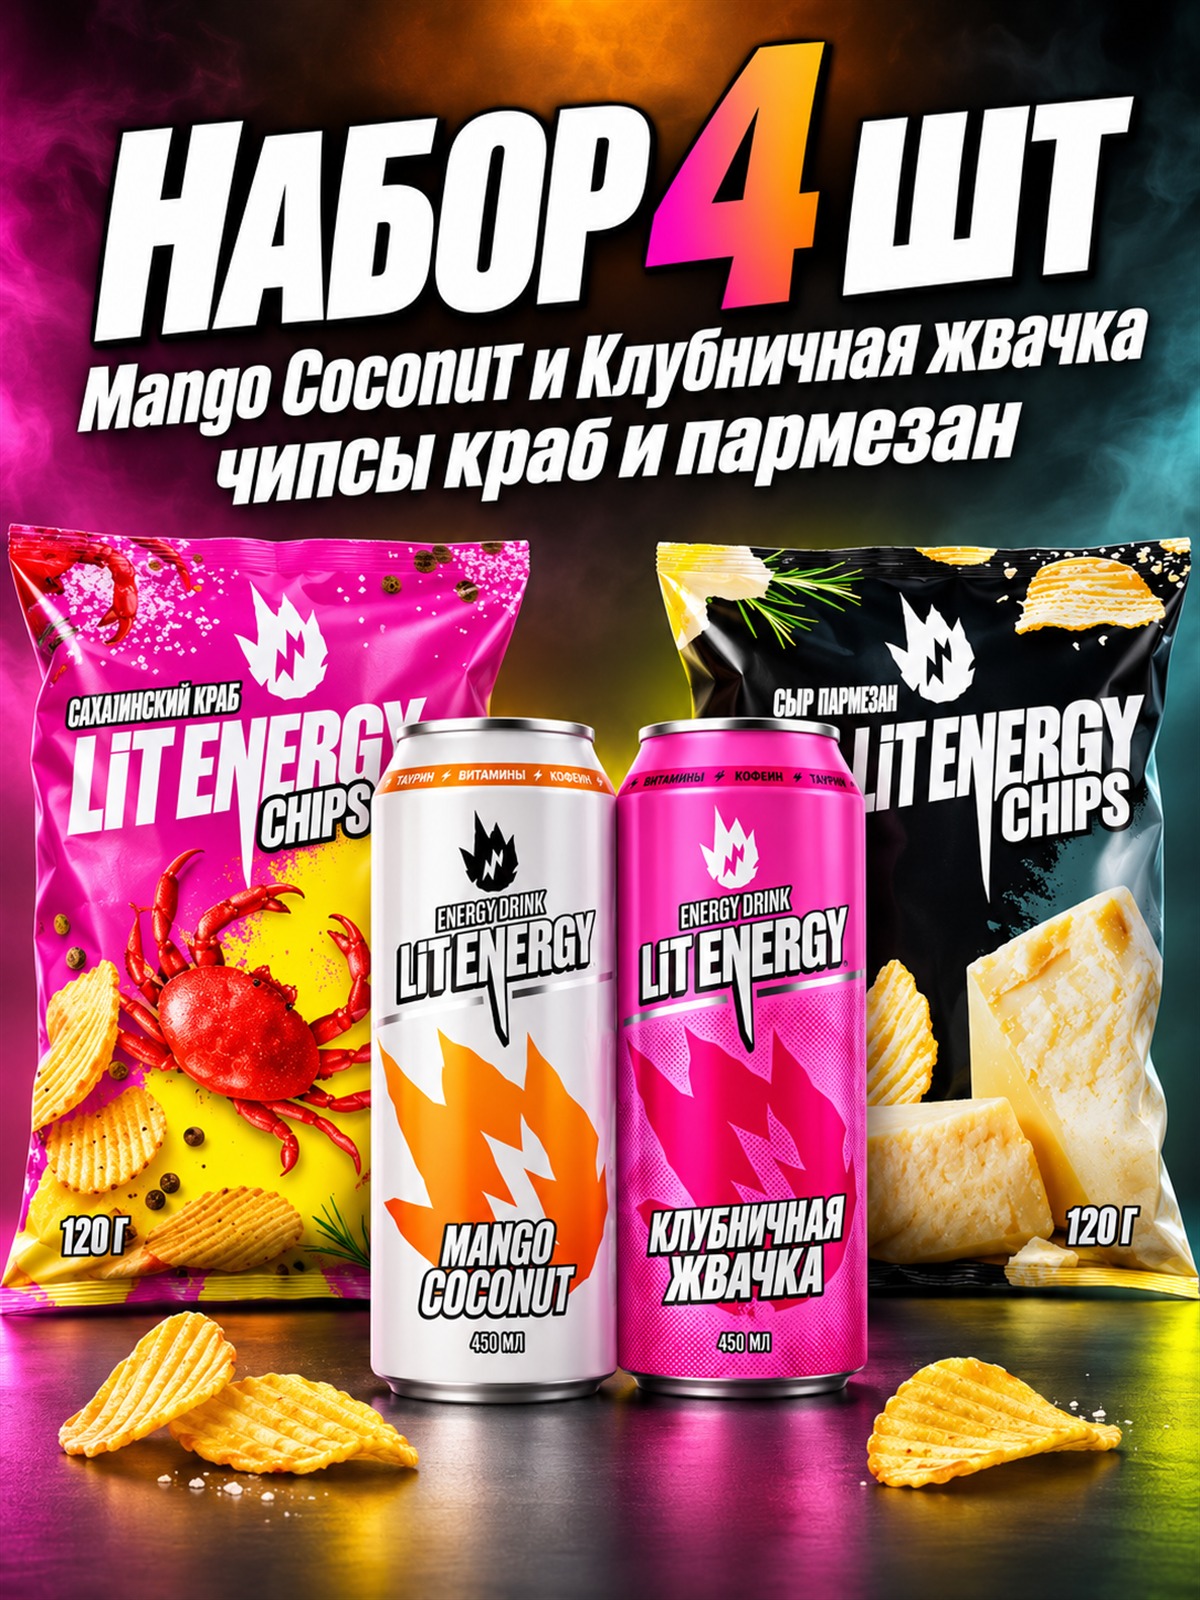 НАБОР 4 ШТ
Mango Coconut и Клубничная жвачка
чипсы краб и пармезан
САХАЛИНСКИЙ КРАБ
LIT ENERGY
CHIPS
120 Г
ТАУРИН ⚡ ВИТАМИНЫ ⚡ КОФЕИН
ENERGY DRINK
LIT ENERGY
MANGO
COCONUT
450 МЛ
ВИТАМИНЫ ⚡ КОФЕИН ⚡ ТАУРИН
ENERGY DRINK
LIT ENERGY
КЛУБНИЧНАЯ
ЖВАЧКА
450 МЛ
СЫР ПАРМЕЗАН
LIT ENERGY
CHIPS
120 Г